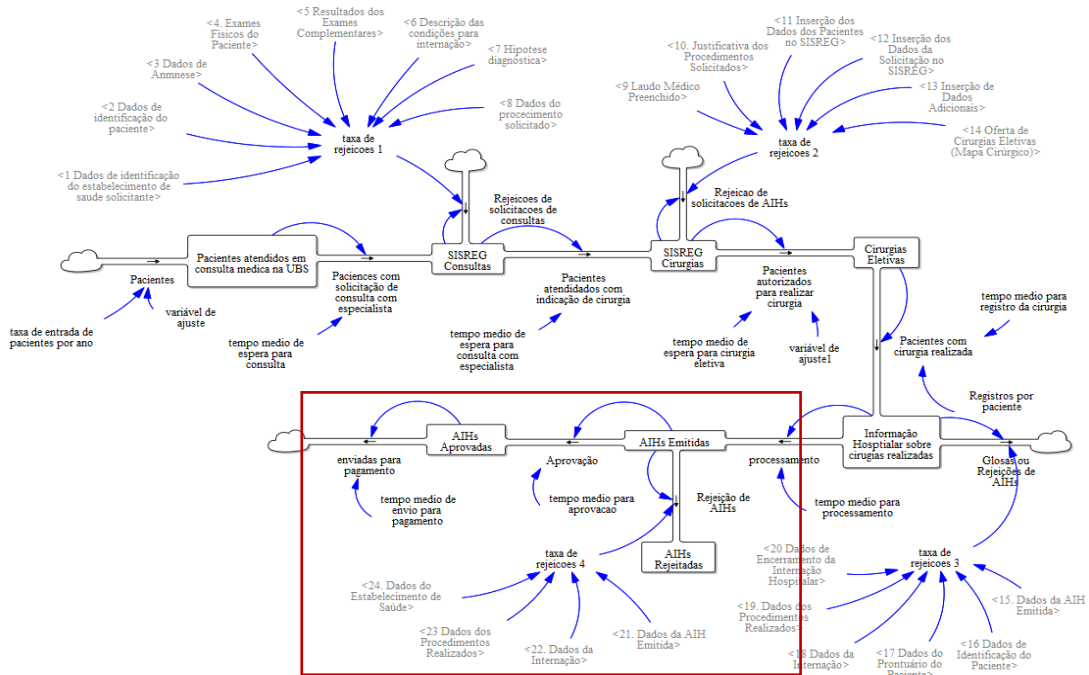 <4. Exames
Fisicos do
Paciente>
<5 Resultados dos
Exames
Complementares>
<6 Descrição das
condições para
internação>
<7 Hipotese
diagnóstica>
<3 Dados de
Anmnese>
<2 Dados de
identificação do
paciente>
<8 Dados do
procecimento
solicitado>
taxa de
rejeicoes 1
<1 Dados de identificação
do estabelecimento de
saude solicitante>
<11 Inserção dos
Dados dos Pacientes
no SISREG>
<10. Justificativa dos
Procedimentos
Solicitados>
<12 Inserção dos
Dados da
Solicitação no
SISREG>
<9 Laudo Médico
Preenchido>
<13 Inserção de
Dados
Adicionais>
<14 Oferta de
Cirurgias Eletivas
(Mapa Cirúrgico)>
taxa de
rejeicoes 2
Rejeicoes de
solicitacoes de
consultas
Rejeicao de
solicitacoes de AIHs
Pacientes atendidos em
consulta medica na UBS
SISREG
Consultas
SISREG
Cirurgias
Cirurgias
Eletivas
Pacientes
Paciences com
solicitação de
consulta com
especialista
Pacientes
atendidados com
indicação de cirurgia
Pacientes
autorizados
para realizar
cirurgia
taxa de entrada de
pacientes por ano
variável de
ajuste
tempo medio de
espera para
consulta
tempo medio de
espera para
consulta com
especialista
tempo medio de
espera para cirurgia
eletiva
variável de
ajuste1
tempo medio para
registro da cirurgia
Pacientes com
cirurgia realizada
Registros por
paciente
AIHs
Aprovadas
AIHs Emitidas
Informação
Hosptialar sobre
cirugias realizadas
enviadas para
pagamento
Aprovação
processamento
Glosas ou
Rejeições de
AIHs
tempo medio de
envio para
pagamento
tempo medio para
aprovacao
Rejeição de
AIHs
tempo medio para
processamento
taxa de
rejeicoes 4
AIHs
Rejeitadas
<24. Dados do
Estabelecimento de
Saúde>
<23 Dados dos
Procedimentos
Realizados>
<22. Dados da
Internação>
<21. Dados da AIH
Emitida>
<20 Dados de
Encerramento da
Internação
Hospitalar>
taxa de
rejeicoes 3
<19. Dados dos
Procedimentos
Realizados>
<15. Dados da AIH
Emitida>
<18 Dados da
Internação>
<17 Dados do
Prontuário do
Paciente>
<16 Dados de
Identificação do
Paciente>